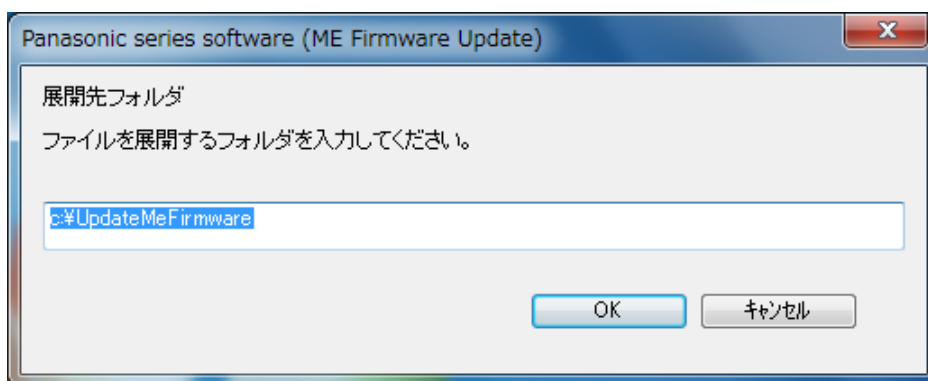 Panasonic series software (ME Firmware Update)
展開先フォルダ
ファイルを展開するフォルダを入力してください。
c:¥UpdateMeFirmware
OK
キャンセル